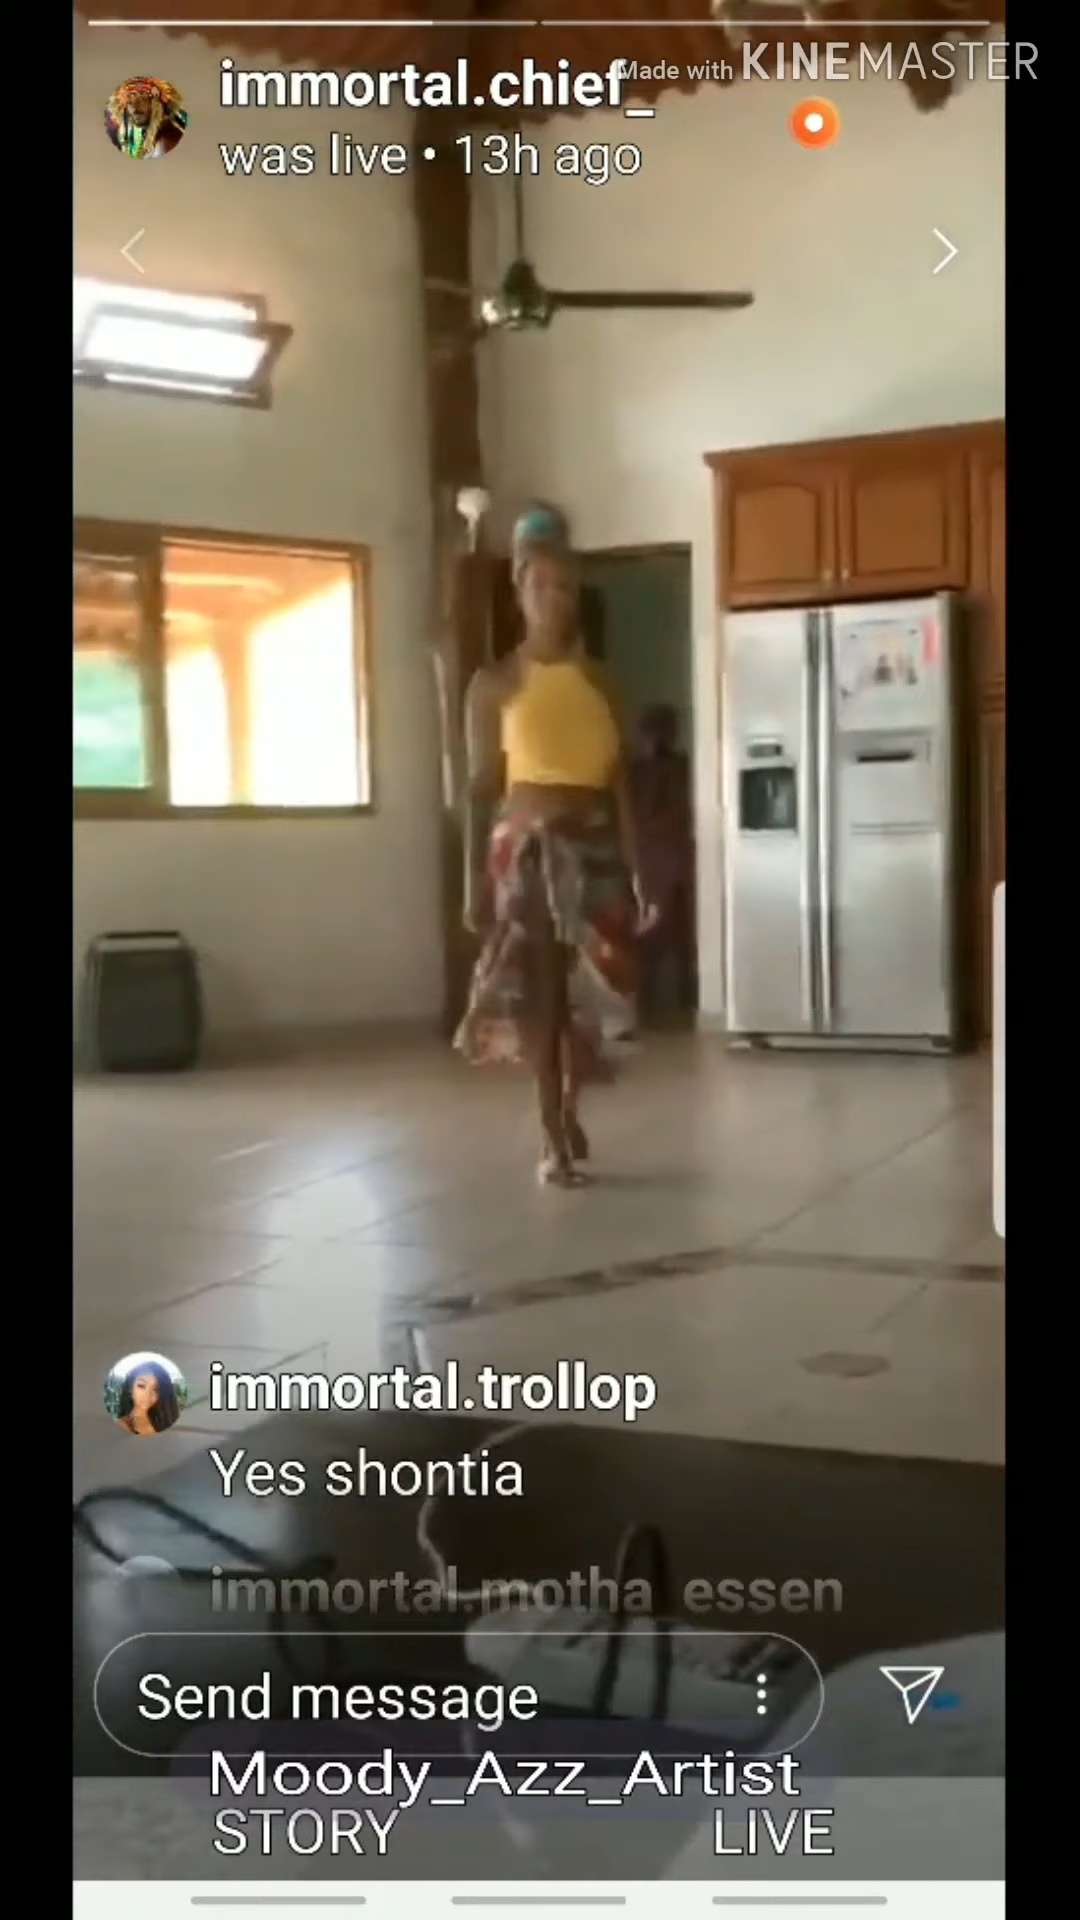 immortal.chief_
Made with KINEMASTER
was live • 13h ago
immortal.trollop
Yes shontia
immortal.motha_essen
Send message
Moody_Azz_Artist
STORY
LIVE